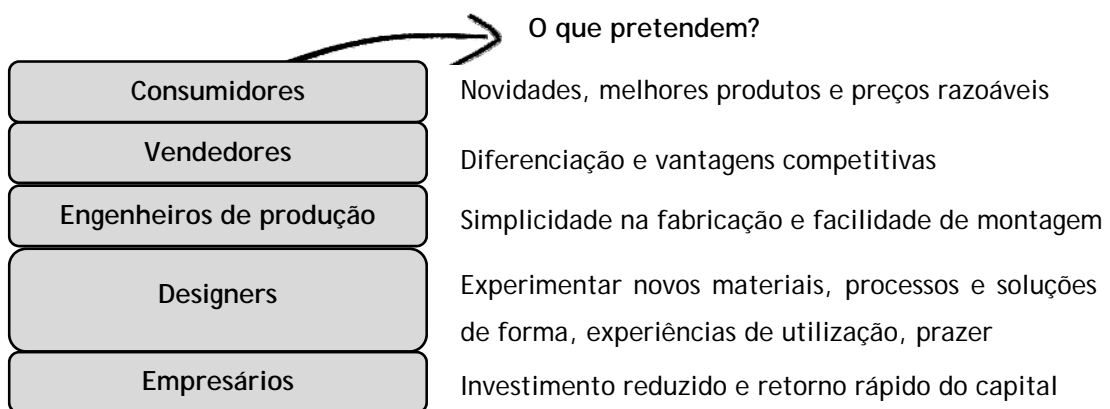 O que pretendem?
Consumidores
Novidades, melhores produtos e preços razoáveis
Vendedores
Diferenciação e vantagens competitivas
Engenheiros de produção
Simplicidade na fabricação e facilidade de montagem
Designers
Experimentar novos materiais, processos e soluções
de forma, experiências de utilização, prazer
Empresários
Investimento reduzido e retorno rápido do capital